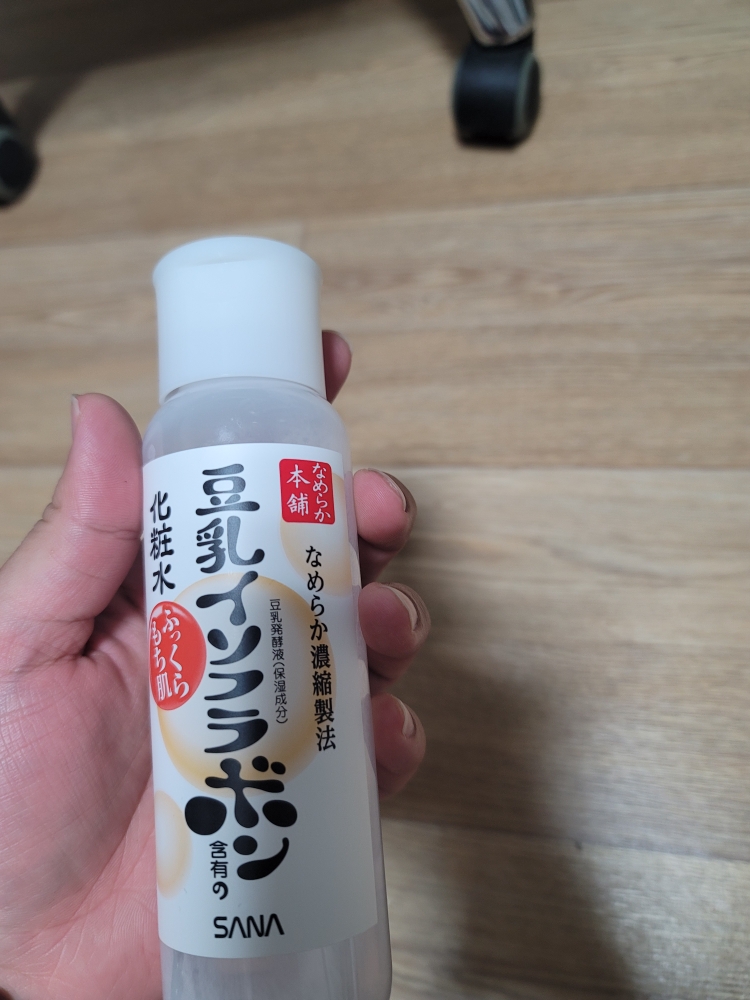 なめらか
本舗
なめらか濃縮製法
豆乳発酵液(保湿成分)
豆乳イソフラボン
含有の
化粧水
ふっくら
もち肌
SANA